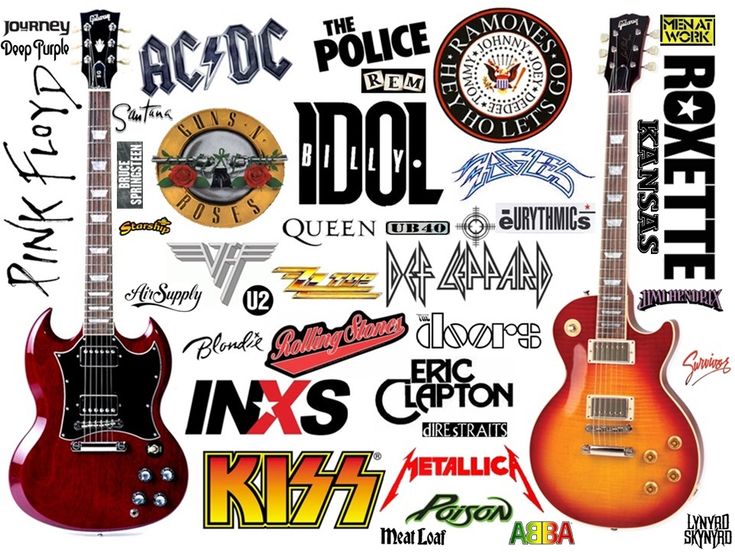 JOURNEY
Deep Purple
PINK FLOYD
Gibson
AC/DC
Santana
BRUCE
SPRINGSTEEN
GUNS N'
ROSES
Starship
THE
POLICE
REM
BILLY
IDOL
RAMONES
JOHNNY JOEY DEEDEE TOMMY
HEY HO LETS GO
EAGLES
QUEEN
UB40
EURYTHMICS
VH
Air Supply
U2
ZZ TOP
DEF LEPPARD
Blondie
Rolling Stones
THE
DOORS
INXS
ERIC
CLAPTON
dIRE sTRAITS
KISS®
METALLICA
Poison
Meat Loaf
ABBA
Gibson
MEN AT
WORK
ROXETTE
KANSAS
JIMI HENDRIX
Survivor
LYNYRD
SKYNYRD